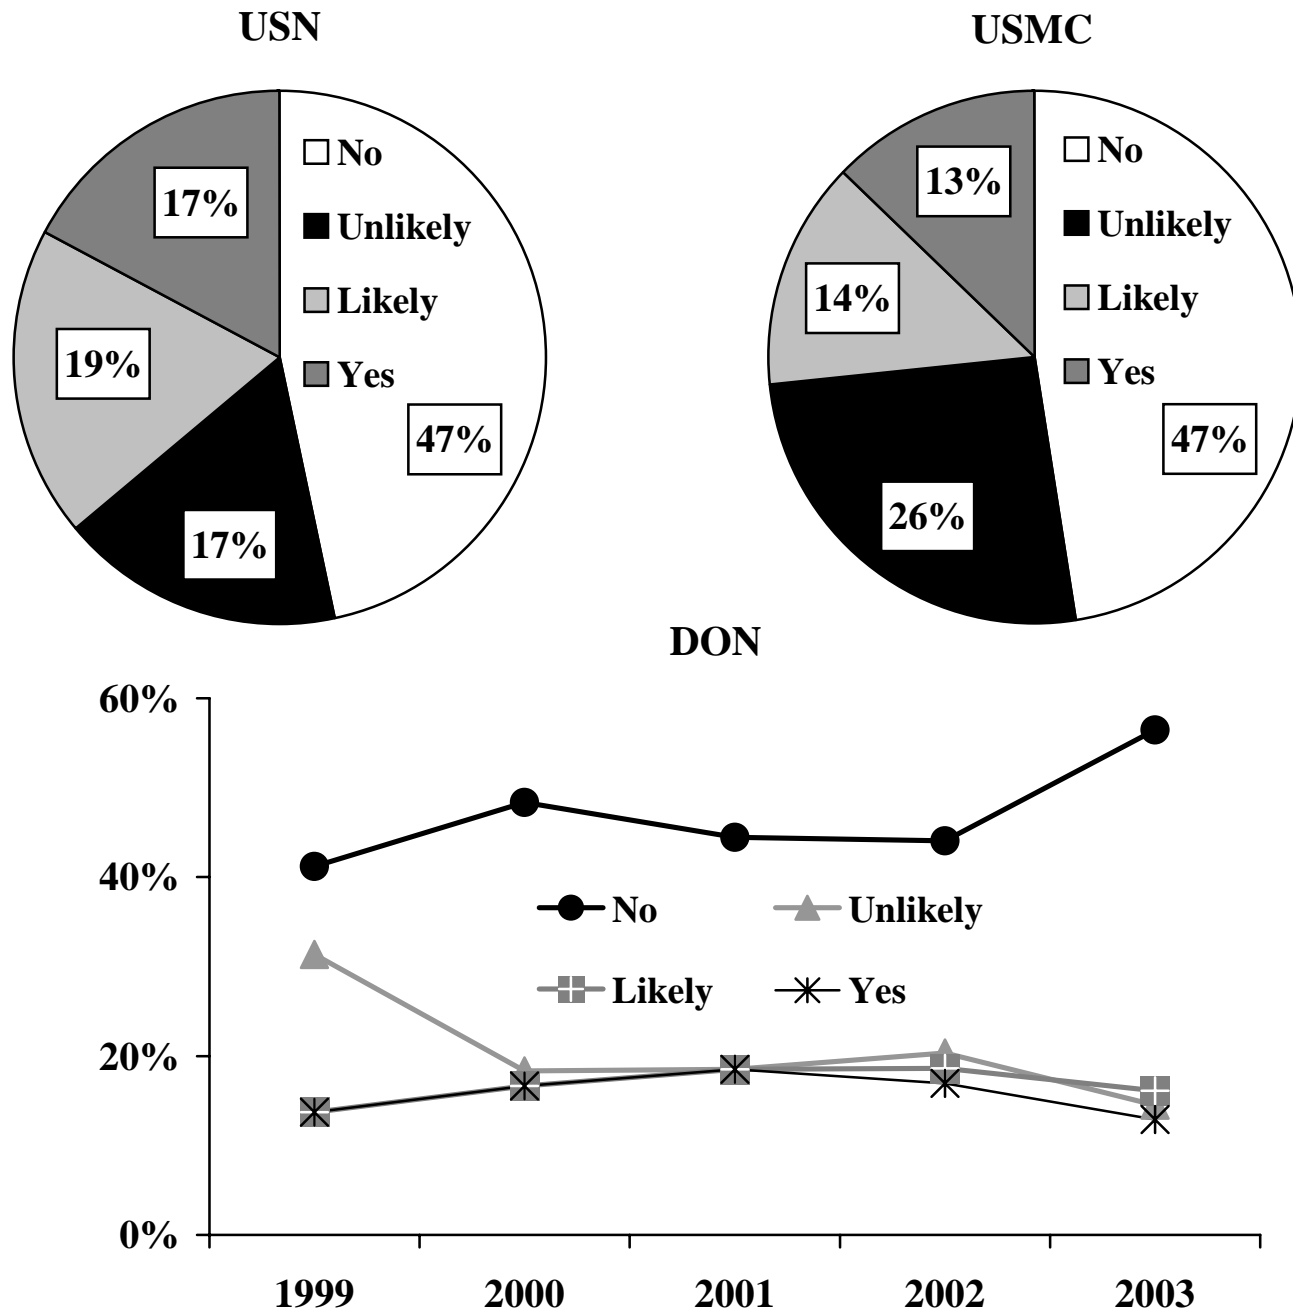 USN
USMC
No
Unlikely
Likely
Yes
17%
19%
17%
47%
No
Unlikely
Likely
Yes
13%
14%
26%
47%
DON
60%
40%
20%
0%
No
Unlikely
Likely
Yes
1999 2000 2001 2002 2003